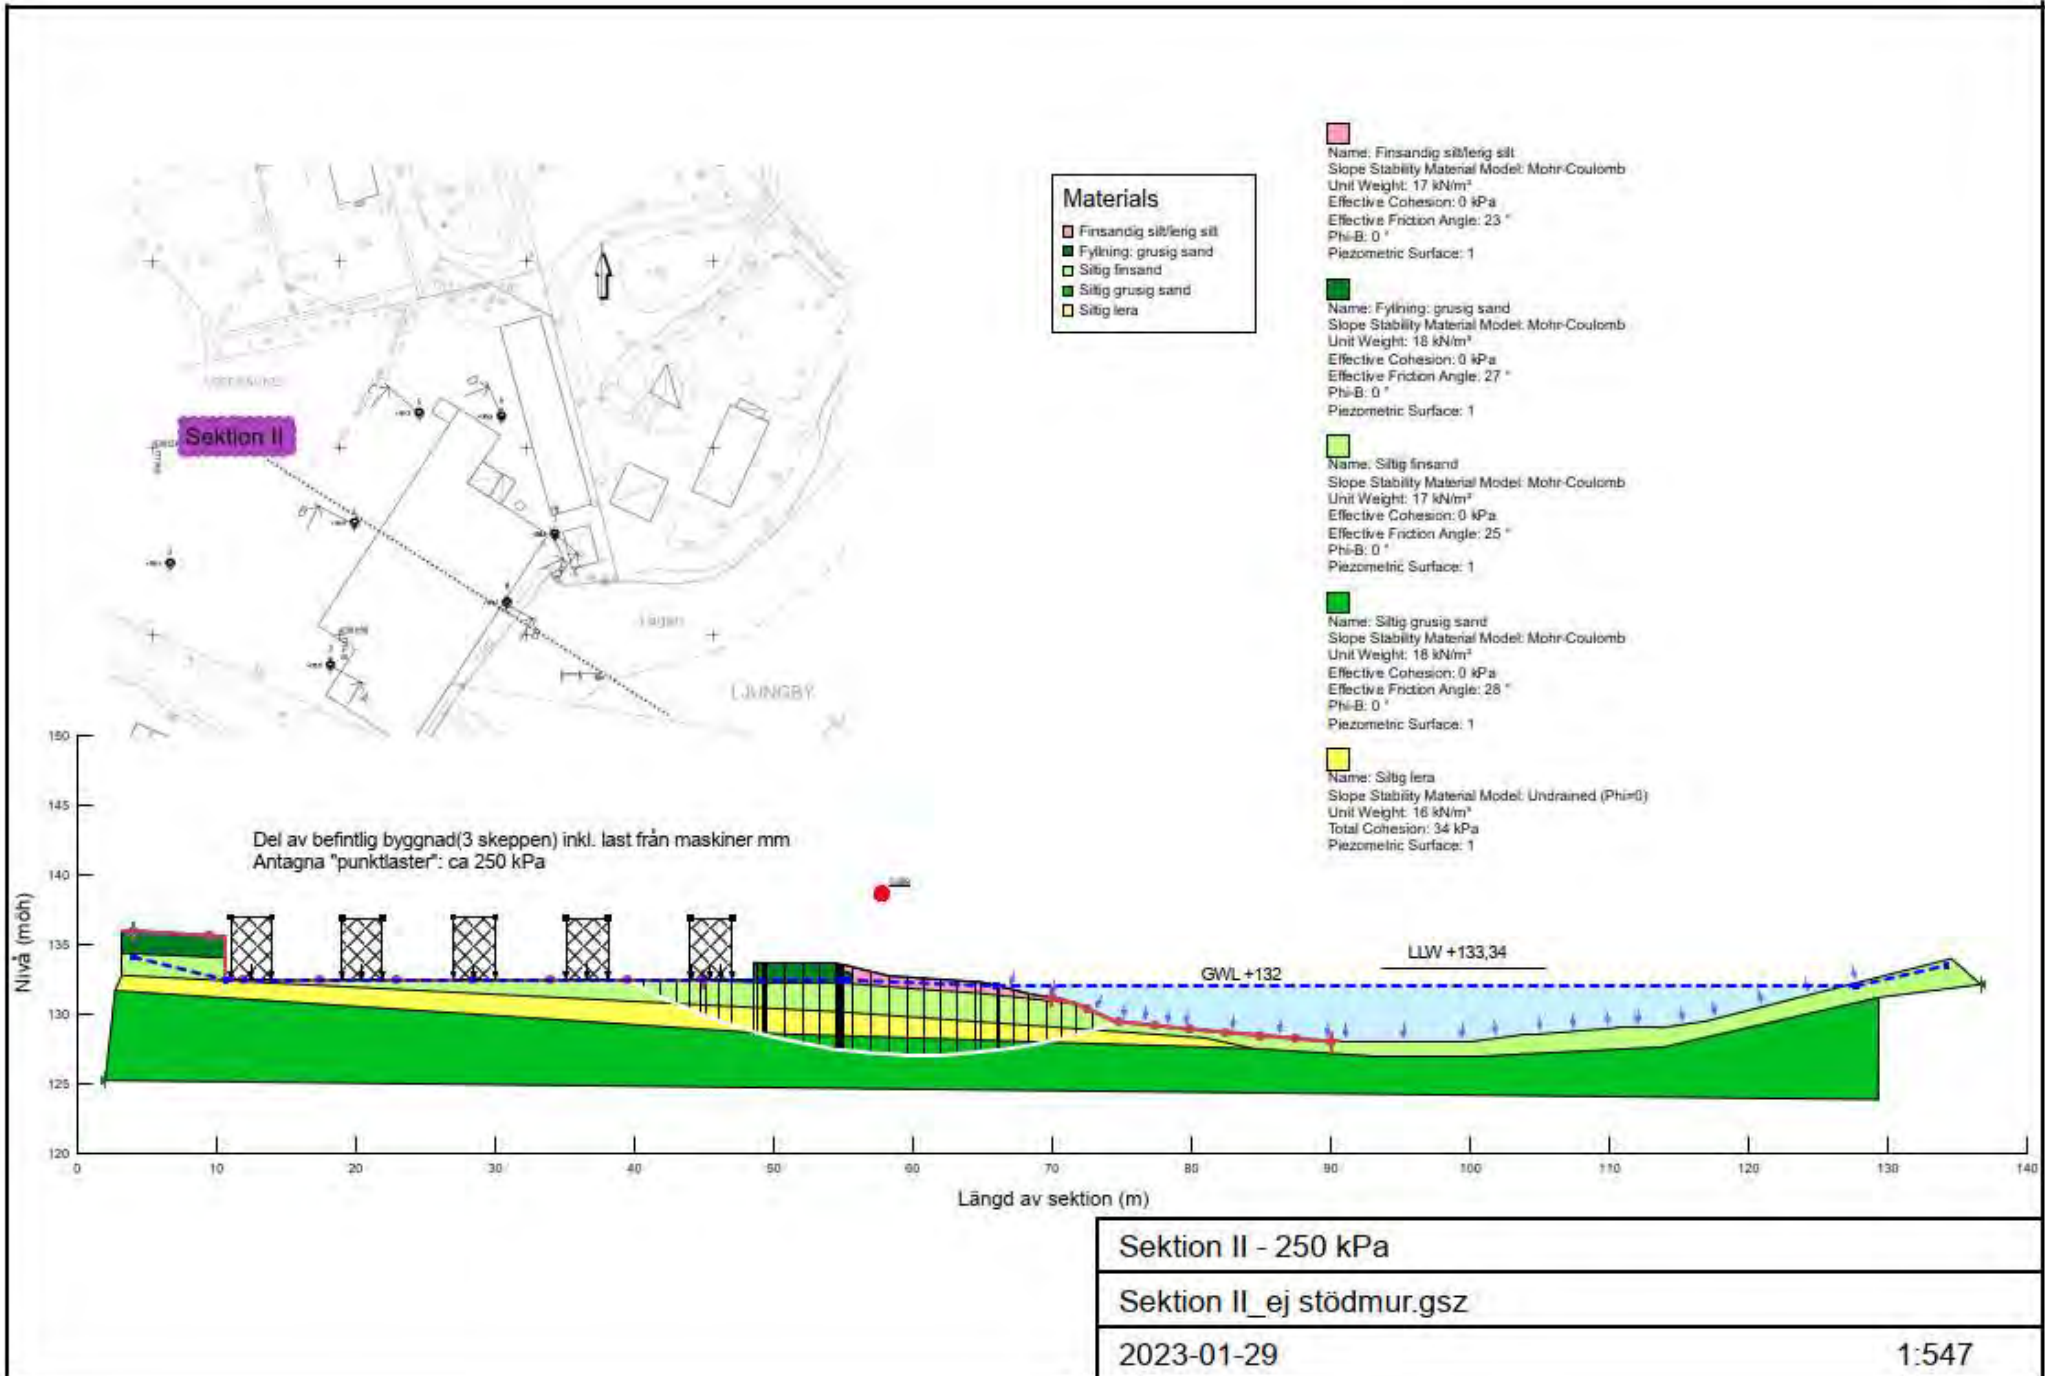 Materials
Finsandig silt/lerig silt
Fyllning: grusig sand
Siltig finsand
Siltig grusig sand
Siltig lera
Name: Finsandig silt/lerig silt
Slope Stability Material Model: Mohr-Coulomb
Unit Weight: 17 kN/m³
Effective Cohesion: 0 kPa
Effective Friction Angle: 23 °
Phi-B: 0 °
Piezometric Surface: 1
Name: Fyllning: grusig sand
Slope Stability Material Model: Mohr-Coulomb
Unit Weight: 18 kN/m³
Effective Cohesion: 0 kPa
Effective Friction Angle: 27 °
Phi-B: 0 °
Piezometric Surface: 1
Name: Siltig finsand
Slope Stability Material Model: Mohr-Coulomb
Unit Weight: 17 kN/m³
Effective Cohesion: 0 kPa
Effective Friction Angle: 25 °
Phi-B: 0 °
Piezometric Surface: 1
Name: Siltig grusig sand
Slope Stability Material Model: Mohr-Coulomb
Unit Weight: 18 kN/m³
Effective Cohesion: 0 kPa
Effective Friction Angle: 28 °
Phi-B: 0 °
Piezometric Surface: 1
Name: Siltig lera
Slope Stability Material Model: Undrained (Phi=0)
Unit Weight: 16 kN/m³
Total Cohesion: 34 kPa
Piezometric Surface: 1
Sektion II
Lagan
LJUNGBY
Del av befintlig byggnad(3 skeppen) inkl. last från maskiner mm
Antagna "punktlaster": ca 250 kPa
150
145
140
135
130
125
120
Nivå (möh)
GWL +132
LLW +133,34
0 10 20 30 40 50 60 70 80 90 100 110 120 130 140
Längd av sektion (m)
Sektion II - 250 kPa
Sektion II_ej stödmur.gsz
2023-01-29 1:547